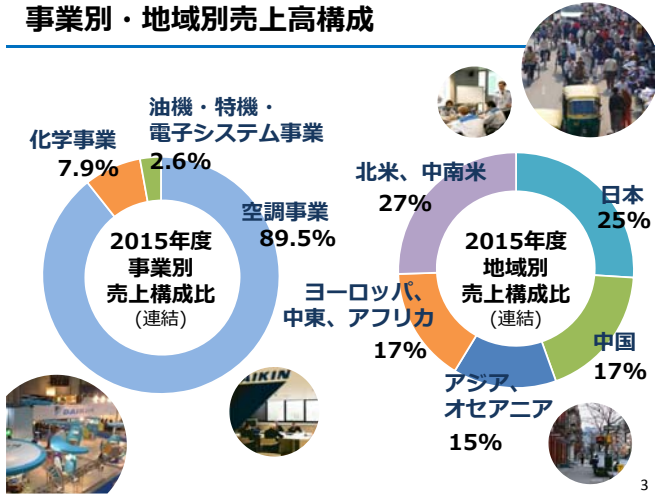 事業別・地域別売上高構成
油機・特機・
電子システム事業
2.6%
化学事業
7.9%
空調事業
89.5%
2015年度
事業別
売上構成比
(連結)
北米、中南米
27%
日本
25%
2015年度
地域別
売上構成比
(連結)
ヨーロッパ、
中東、アフリカ
17%
中国
17%
アジア、
オセアニア
15%
DAIKIN
AIKIN
3